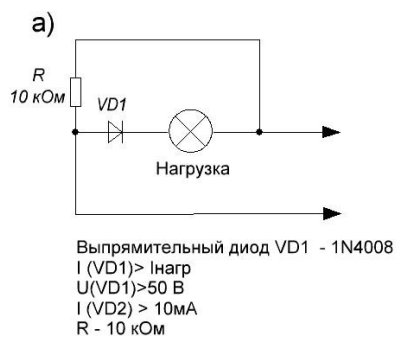 а)
R
10 кОм
VD1
Нагрузка
Выпрямительный диод VD1 - 1N4008
I (VD1)> Iнагр
U(VD1)>50 В
I (VD2) > 10мА
R - 10 кОм